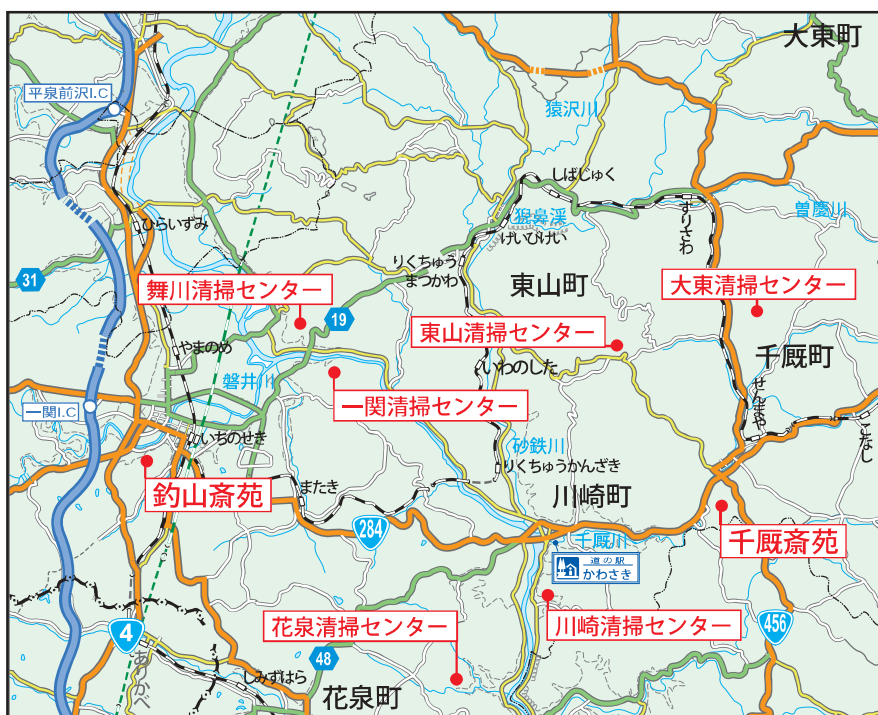 大東町
平泉前沢I.C
猿沢川
しばじゅく
猊鼻渓
げいびけい
すりさわ
曽慶川
ひらいずみ
りくちゅう
まつかわ
31
舞川清掃センター
19
東山町
大東清掃センター
東山清掃センター
やまのめ
いわのした
千厩町
磐井川
せんまや
一関清掃センター
一関I.C
いちのせき
砂鉄川
こなし
りくちゅうかんざき
釣山斎苑
またき
川崎町
284
千厩川
千厩斎苑
道の駅
かわさき
花泉清掃センター
川崎清掃センター
4
456
ありかべ
48
しみずはら
花泉町